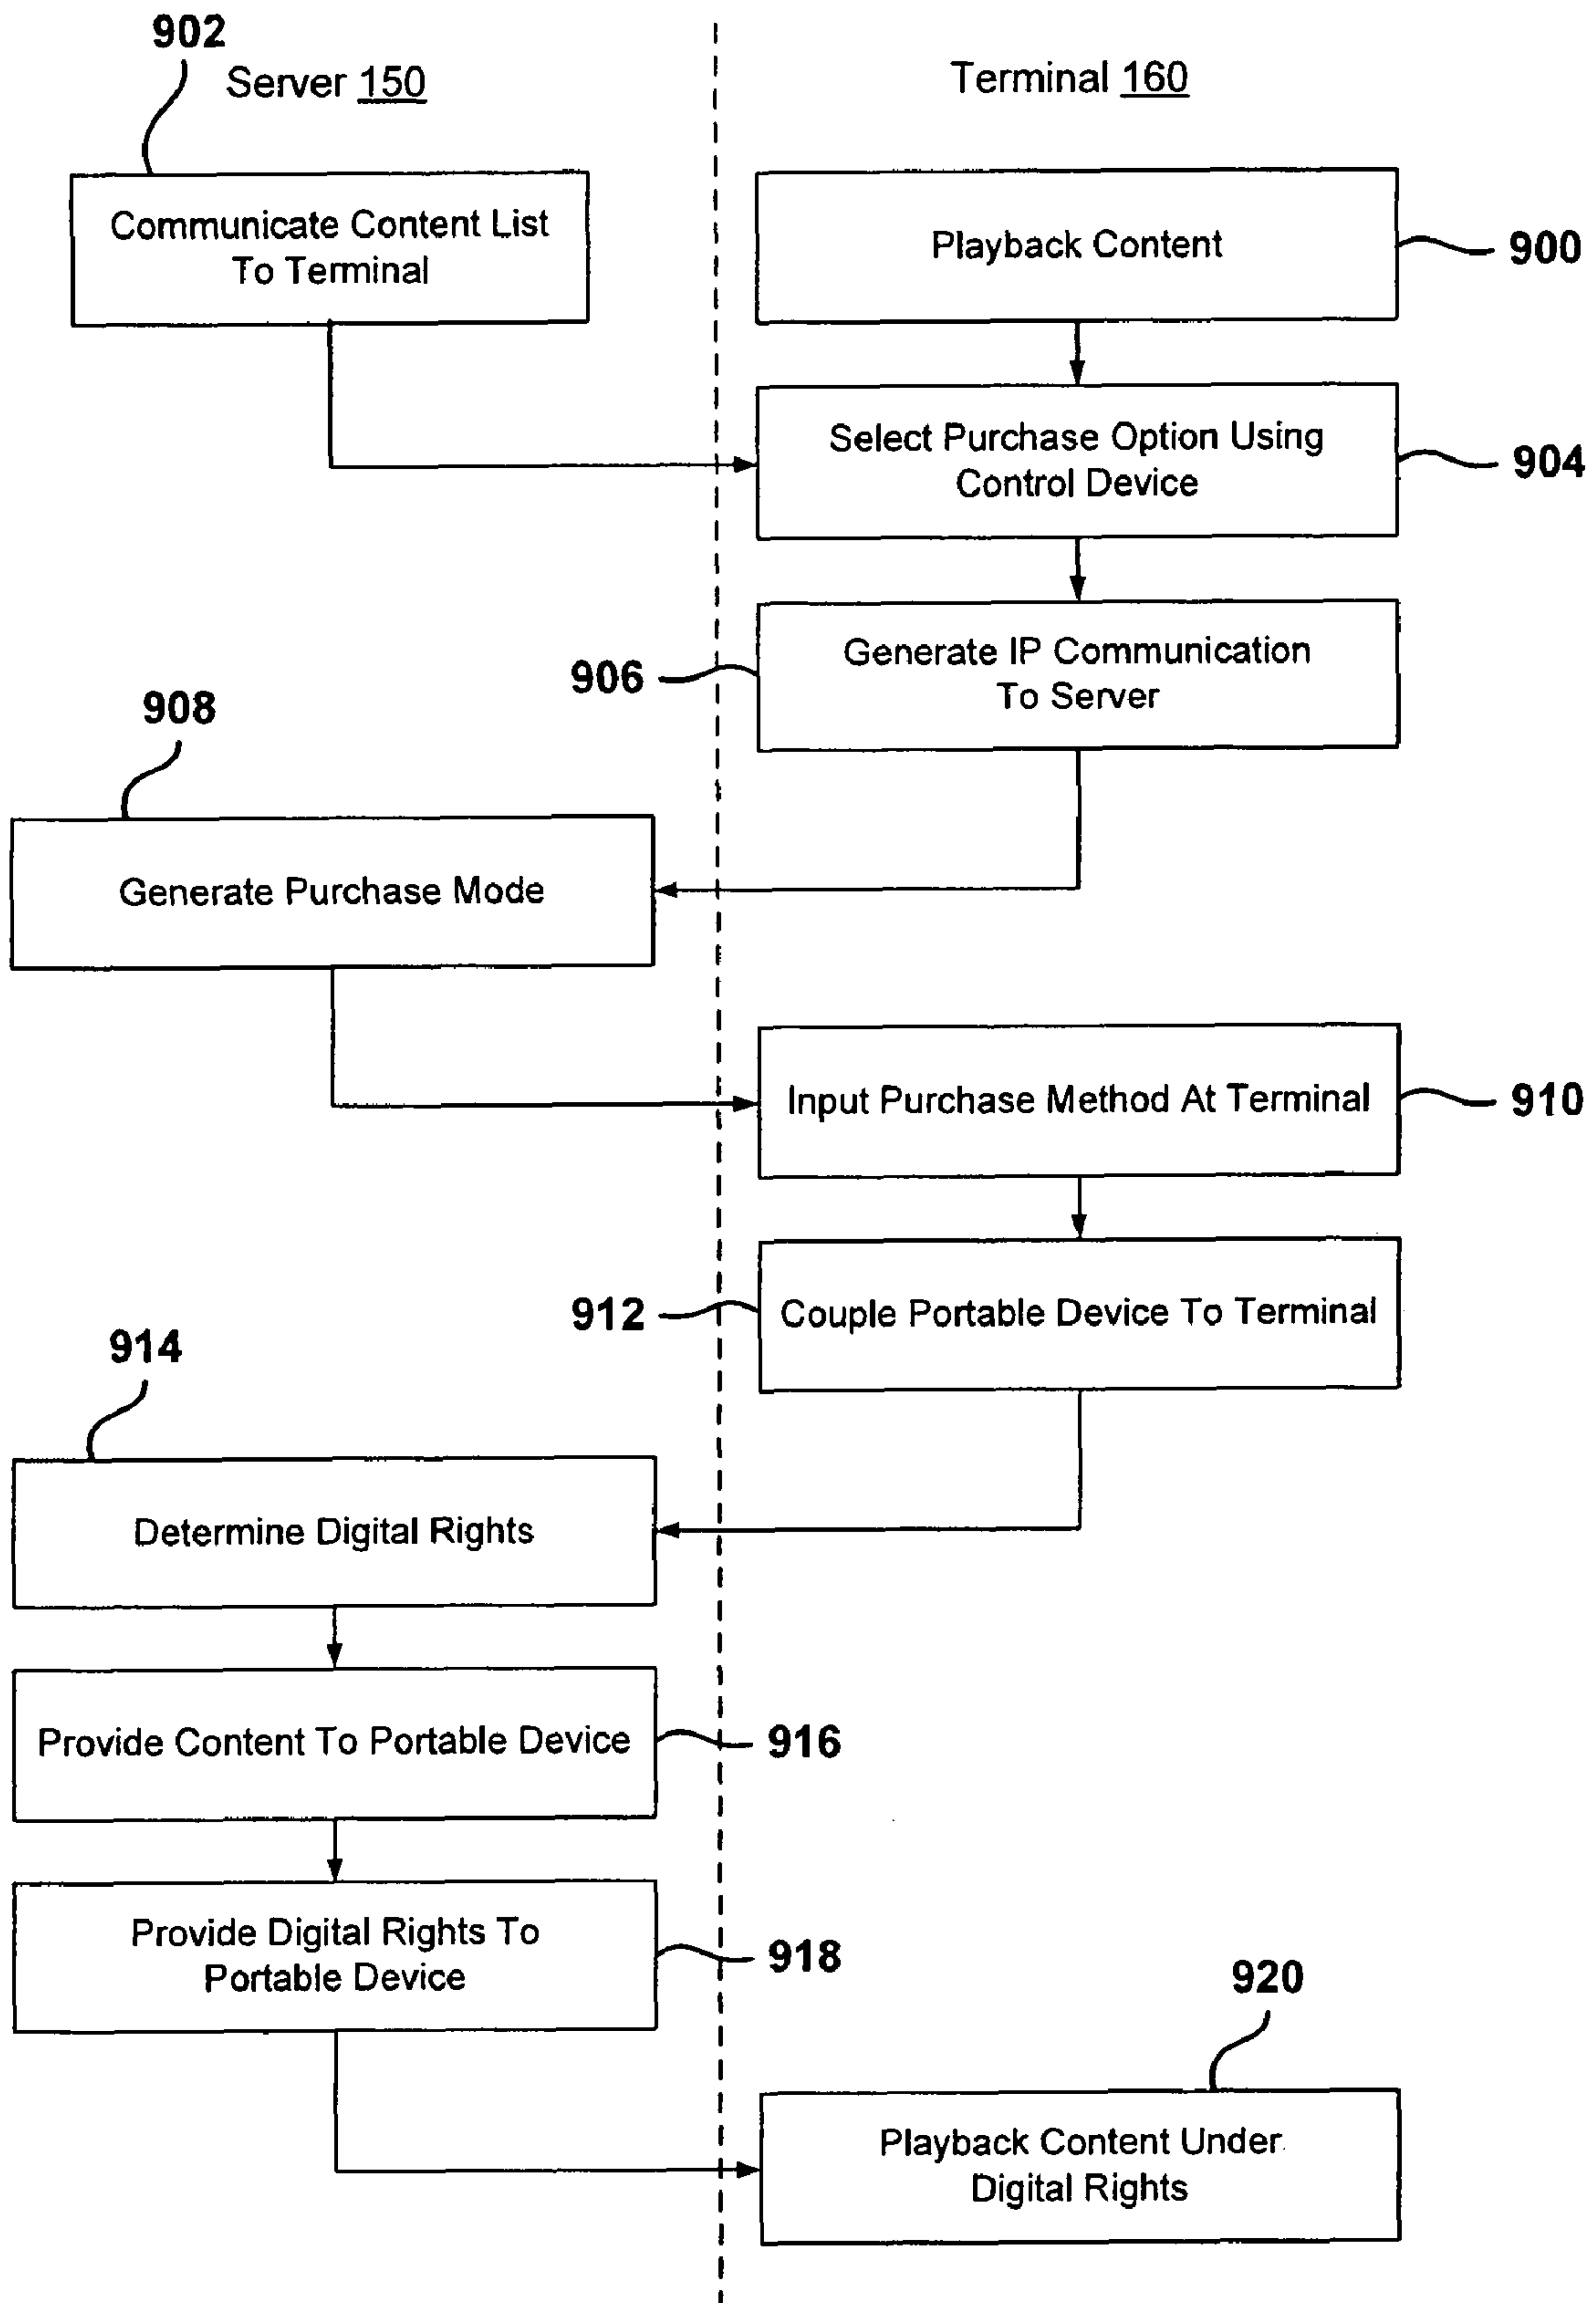 902
Server 150
Terminal 160
Communicate Content List
To Terminal
Playback Content
900
Select Purchase Option Using
Control Device
904
Generate IP Communication
To Server
906
908
Generate Purchase Mode
Input Purchase Method At Terminal
910
Couple Portable Device To Terminal
912
914
Determine Digital Rights
Provide Content To Portable Device
916
Provide Digital Rights To
Portable Device
918
920
Playback Content Under
Digital Rights